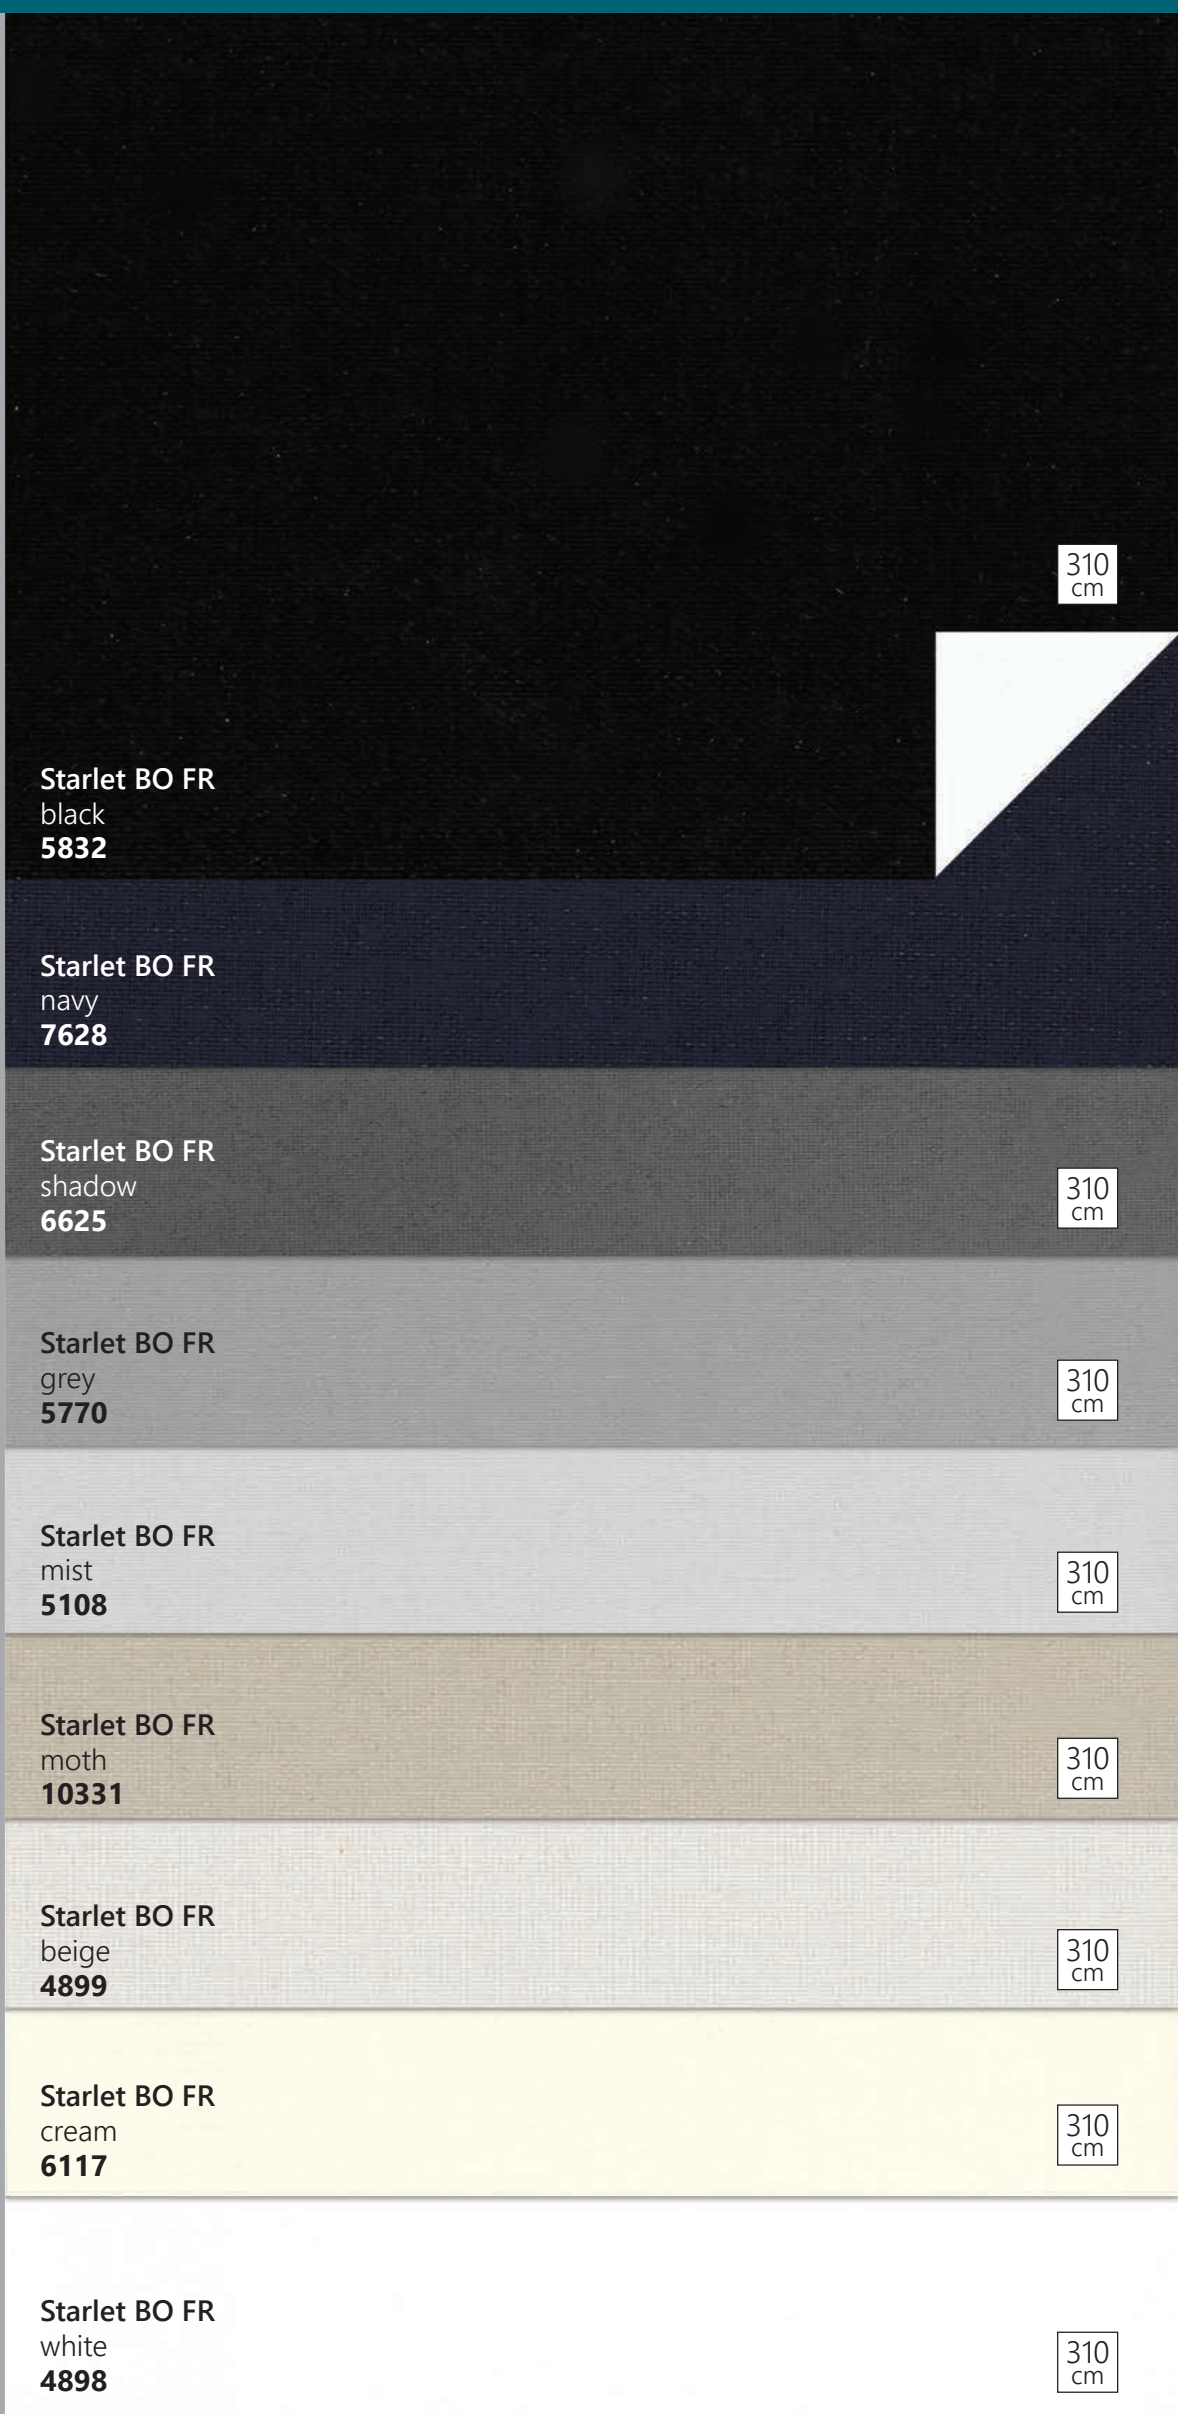 310
cm
Starlet BO FR
black
5832
Starlet BO FR
navy
7628
Starlet BO FR
shadow
6625
310
cm
Starlet BO FR
grey
5770
310
cm
Starlet BO FR
mist
5108
310
cm
Starlet BO FR
moth
10331
310
cm
Starlet BO FR
beige
4899
310
cm
Starlet BO FR
cream
6117
310
cm
Starlet BO FR
white
4898
310
cm